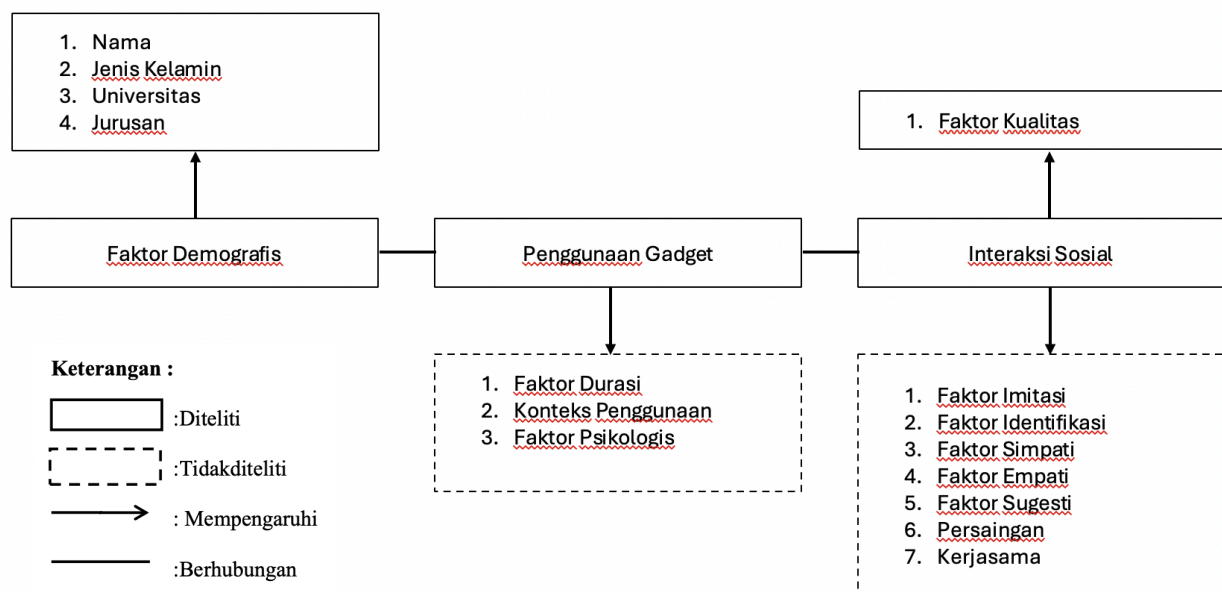 1. Nama
2. Jenis Kelamin
3. Universitas
4. Jurusan
1. Faktor Kualitas
Faktor Demografis
Penggunaan Gadget
Interaksi Sosial
Keterangan :
:Diteliti
:Tidakditeliti
: Mempengaruhi
:Berhubungan
1. Faktor Durasi
2. Konteks Penggunaan
3. Faktor Psikologis
1. Faktor Imitasi
2. Faktor Identifikasi
3. Faktor Simpati
4. Faktor Empati
5. Faktor Sugesti
6. Persaingan
7. Kerjasama